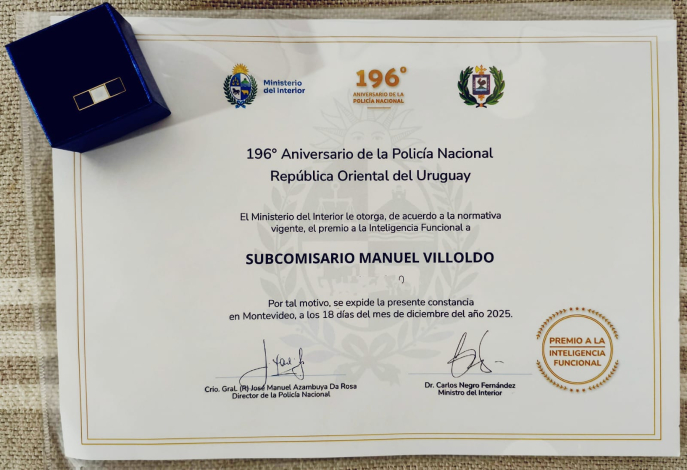 Ministerio
del Interior
196°
ANIVERSARIO DE LA
POLICÍA NACIONAL
196° Aniversario de la Policía Nacional
República Oriental del Uruguay
El Ministerio del Interior le otorga, de acuerdo a la normativa
vigente, el premio a la Inteligencia Funcional a
SUBCOMISARIO MANUEL VILLOLDO
Por tal motivo, se expide la presente constancia
en Montevideo, a los 18 días del mes de diciembre del año 2025.
Crio. Gral. (R) José Manuel Azambuya Da Rosa
Director de la Policía Nacional
Dr. Carlos Negro Fernández
Ministro del Interior
PREMIO A LA
INTELIGENCIA
FUNCIONAL